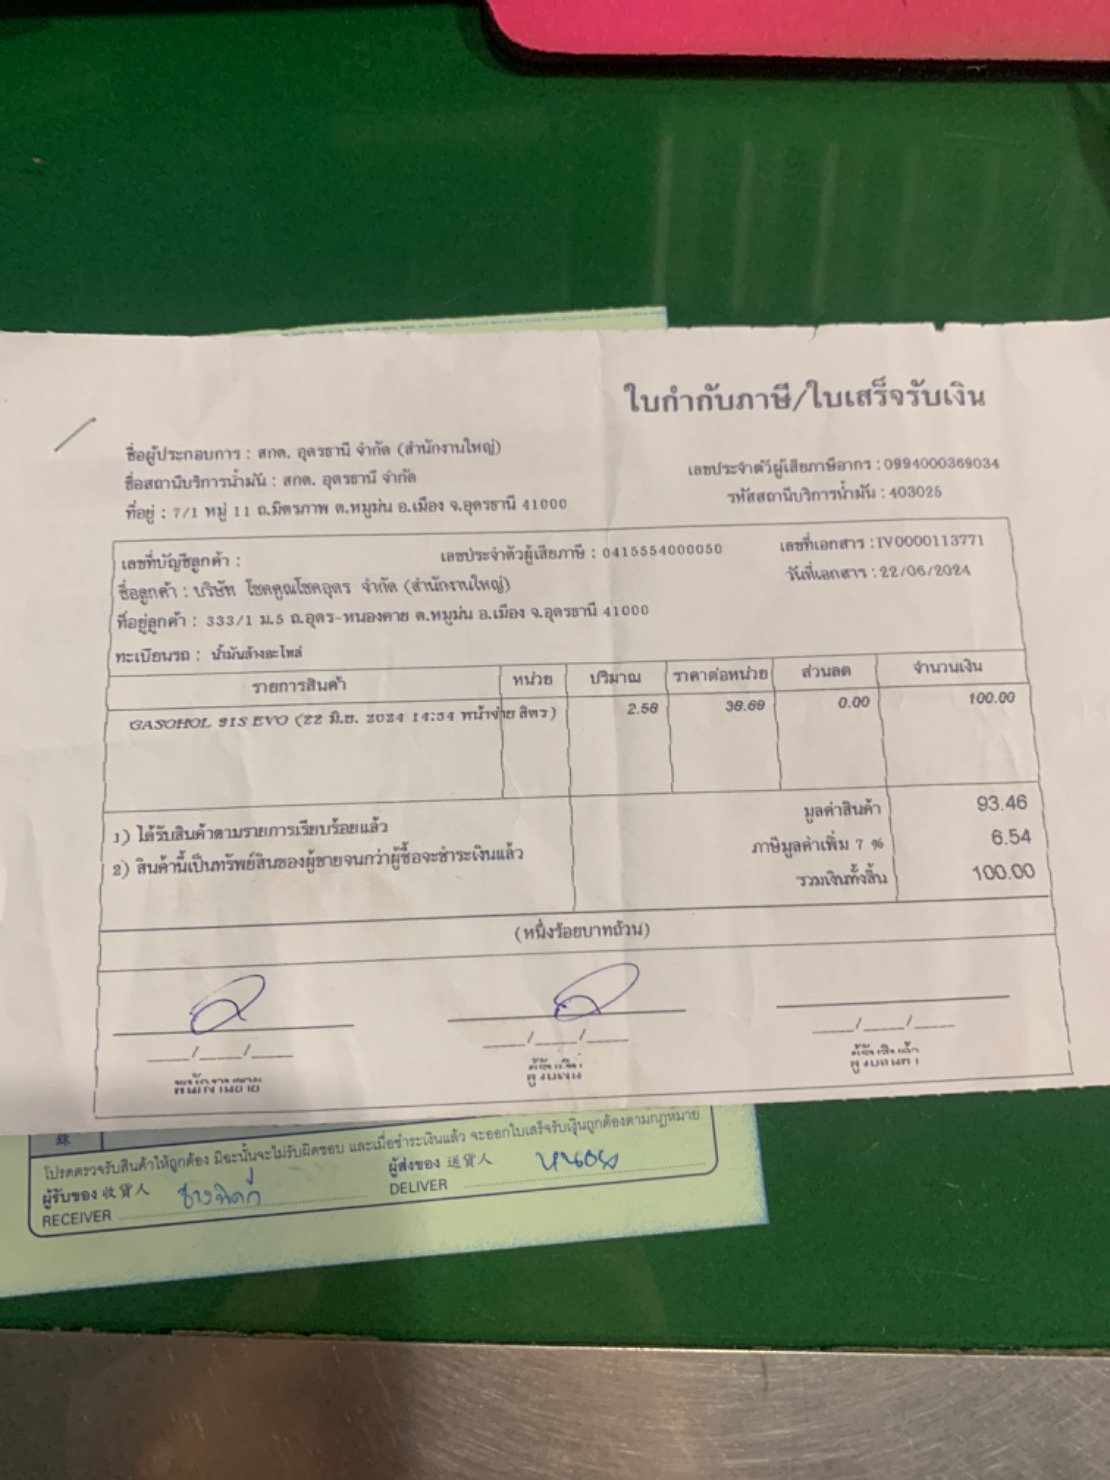 ใบกำกับภาษี/ใบเสร็จรับเงิน
ชื่อผู้ประกอบการ : สกต. อุดรธานี จำกัด (สำนักงานใหญ่)
เลขประจำตัวผู้เสียภาษีอากร : 0994000369034
ชื่อสถานีบริการน้ำมัน : สกต. อุดรธานี จำกัด
รหัสสถานีบริการน้ำมัน : 403025
ที่อยู่ : 7/1 หมู่ 11 ถ.มิตรภาพ ต.หมูม่น อ.เมือง จ.อุดรธานี 41000
เลขที่บัญชีลูกค้า : เลขประจำตัวผู้เสียภาษี : 0415554000050 เลขที่เอกสาร : IV0000113771
ชื่อลูกค้า : บริษัท โชคคูณโชคอุดร จำกัด (สำนักงานใหญ่) วันที่เอกสาร : 22/06/2024
ที่อยู่ลูกค้า : 333/1 ม.5 ถ.อุดร-หนองคาย ต.หมูม่น อ.เมือง จ.อุดรธานี 41000
ทะเบียนรถ : น้ำมันล้างอะไหล่
รายการสินค้า หน่วย ปริมาณ ราคาต่อหน่วย ส่วนลด จำนวนเงิน
GASOHOL 91S EVO (22 มิ.ย. 2024 14:54 หน้าจ่าย ลิตร) 2.58 38.69 0.00 100.00
มูลค่าสินค้า 93.46
1) ได้รับสินค้าตามรายการเรียบร้อยแล้ว
ภาษีมูลค่าเพิ่ม 7 % 6.54
2) สินค้านี้เป็นทรัพย์สินของผู้ขายจนกว่าผู้ซื้อจะชำระเงินแล้ว
รวมเงินทั้งสิ้น 100.00
(หนึ่งร้อยบาทถ้วน)
___/___/___ ___/___/___ ___/___/___
พนักงานขาย ผู้รับเงิน ผู้รับสินค้า
โปรดตรวจรับสินค้าให้ถูกต้อง มิฉะนั้นจะไม่รับผิดชอบ และเมื่อชำระเงินแล้ว จะออกใบเสร็จรับเงินถูกต้องตามกฎหมาย
ผู้รับของ 收貨人 ผู้ส่งของ 送貨人
RECEIVER DELIVER